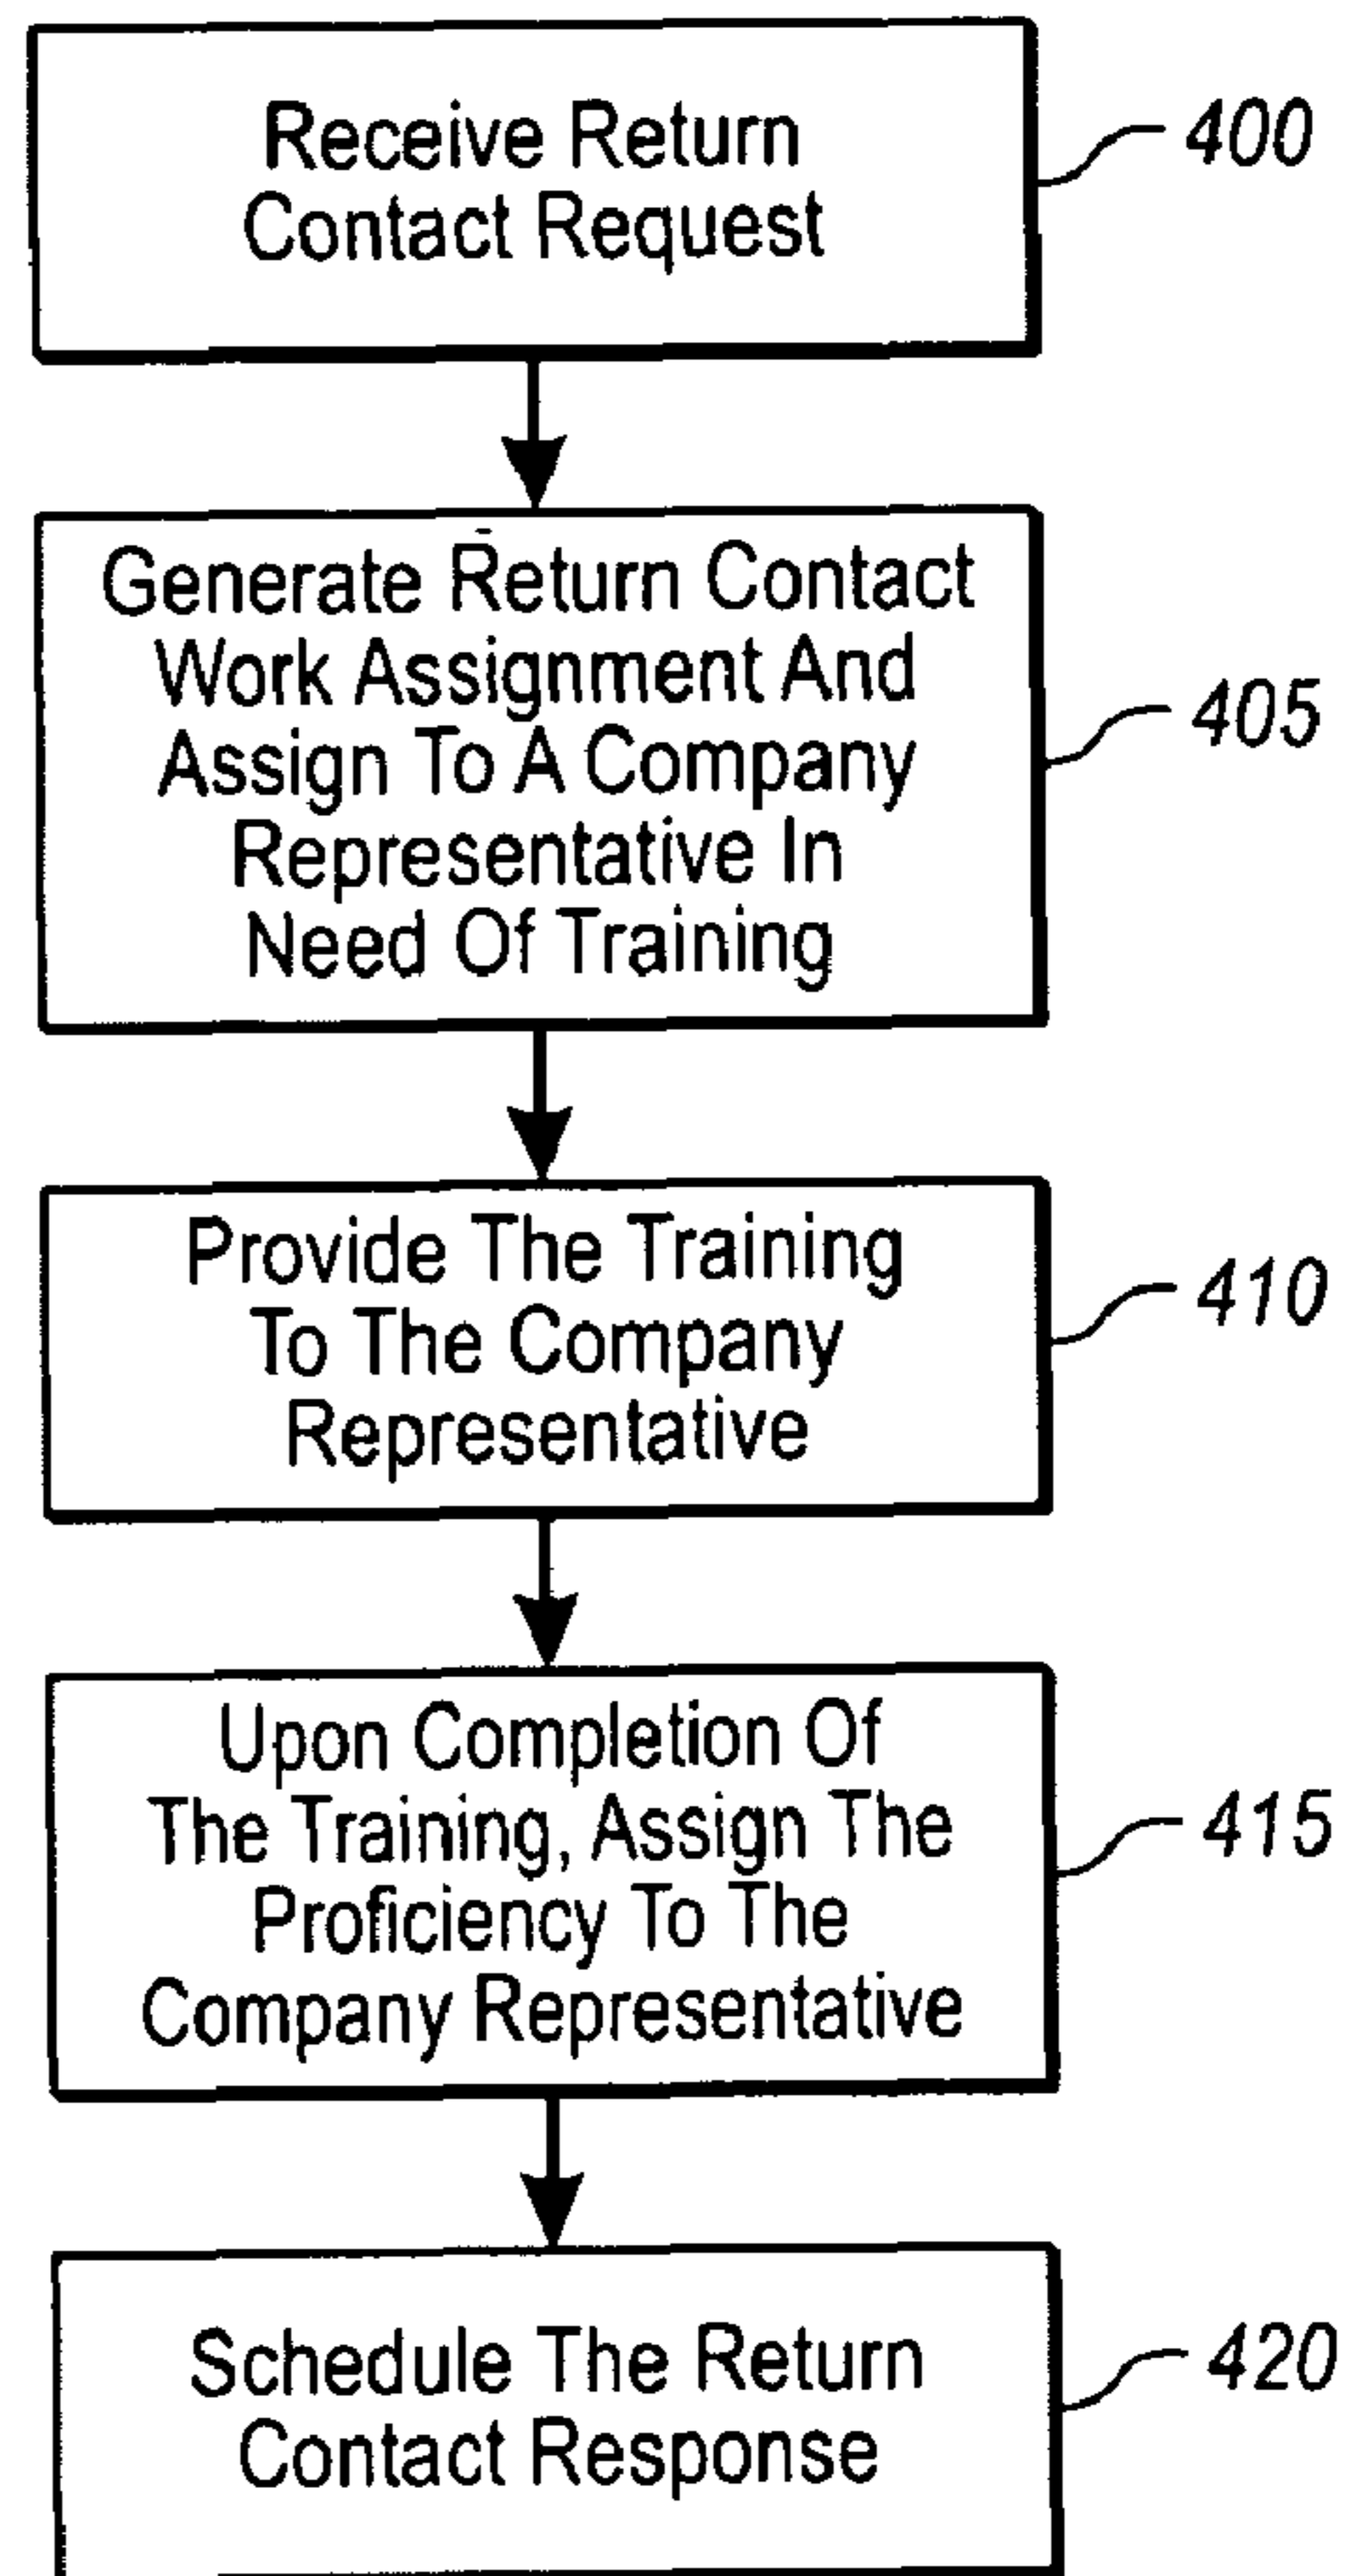 Receive Return
Contact Request
400
Generate Return Contact
Work Assignment And
Assign To A Company
Representative In
Need Of Training
405
Provide The Training
To The Company
Representative
410
Upon Completion Of
The Training, Assign The
Proficiency To The
Company Representative
415
Schedule The Return
Contact Response
420